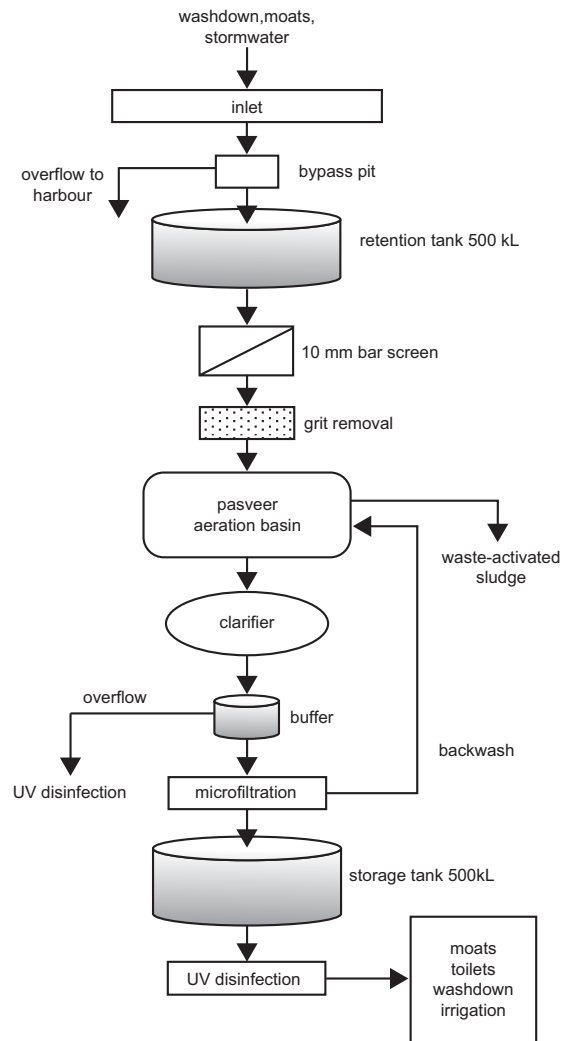 washdown,moats,
stormwater
inlet
overflow to
harbour
bypass pit
retention tank 500 kL
10 mm bar screen
grit removal
pasveer
aeration basin
waste-activated
sludge
clarifier
overflow
buffer
backwash
UV disinfection
microfiltration
storage tank 500kL
UV disinfection
moats
toilets
washdown
irrigation